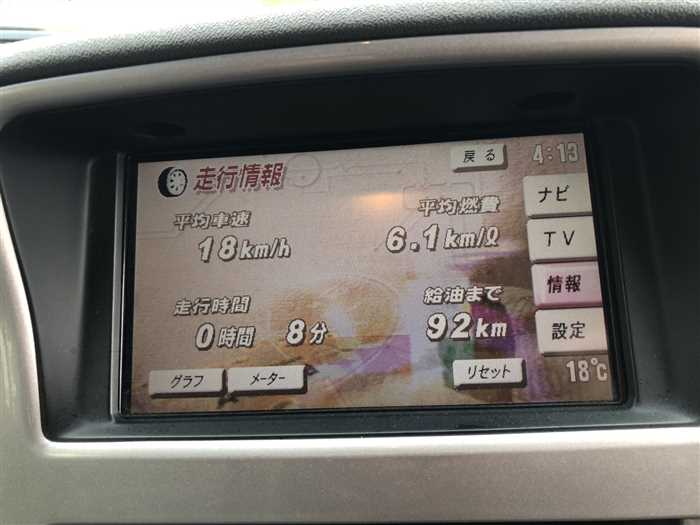 走行情報
戻る
4:13
平均車速
18km/h
平均燃費
6.1km/ℓ
走行時間
0時間 8分
給油まで
92km
ナビ
TV
情報
設定
グラフ
メーター
リセット
18℃